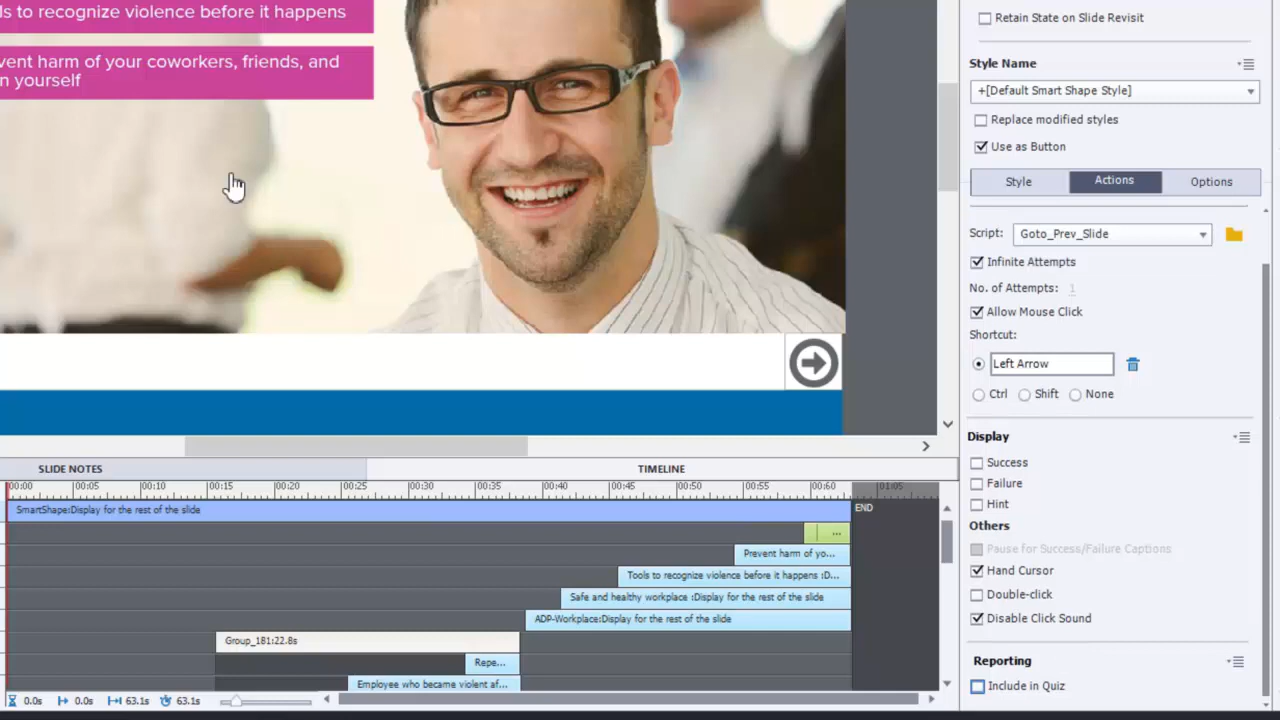 ls to recognize violence before it happens
vent harm of your coworkers, friends, and
n yourself
Retain State on Slide Revisit
Style Name
+[Default Smart Shape Style]
Replace modified styles
Use as Button
Style Actions Options
Script: Goto_Prev_Slide
Infinite Attempts
No. of Attempts: 1
Allow Mouse Click
Shortcut:
Left Arrow
Ctrl Shift None
Display
Success
Failure
Hint
Others
Pause for Success/Failure Captions
Hand Cursor
Double-click
Disable Click Sound
Reporting
Include in Quiz
SLIDE NOTES TIMELINE
00:00 00:05 00:10 00:15 00:20 00:25 00:30 00:35 00:40 00:45 00:50 00:55 00:60 01:05
SmartShape:Display for the rest of the slide END
...
Prevent harm of yo...
Tools to recognize violence before it happens :D...
Safe and healthy workplace :Display for the rest of the slide
ADP-Workplace:Display for the rest of the slide
Group_181:22.8s
Repe...
Employee who became violent af...
0.0s 0.0s 63.1s 63.1s